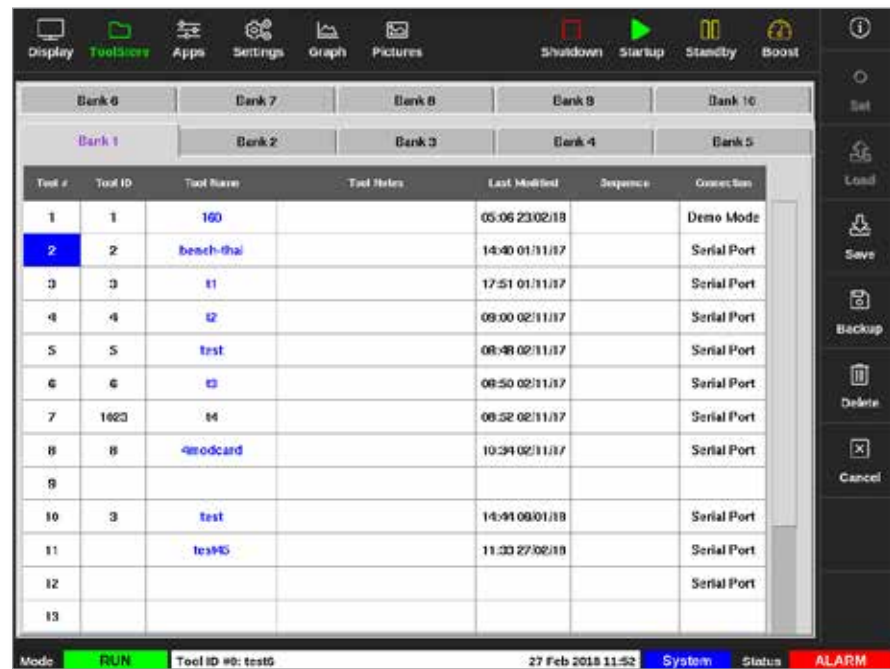 Display ToolStore Apps Settings Graph Pictures Shutdown Startup Standby Boost
Bank 6 Bank 7 Bank 8 Bank 9 Bank 10
Set
Bank 1 Bank 2 Bank 3 Bank 4 Bank 5
Tool # Tool ID Tool Name Tool Notes Last Modified Sequence Connection
Load
1 1 160 05:06 23/02/18 Demo Mode
2 2 bench-thai 14:40 01/11/17 Serial Port
Save
3 3 t1 17:51 01/11/17 Serial Port
4 4 t2 09:00 02/11/17 Serial Port
Backup
5 5 test 08:48 02/11/17 Serial Port
6 6 t3 08:50 02/11/17 Serial Port
Delete
7 1623 t4 08:52 02/11/17 Serial Port
8 8 4modcard 10:34 02/11/17 Serial Port
Cancel
9
10 3 test 14:44 Serial Port
11 test45 11:33 27/02/18 Serial Port
12 Serial Port
13
Mode RUN Tool ID #0: test6 27 Feb 2018 11:52 System Status ALARM